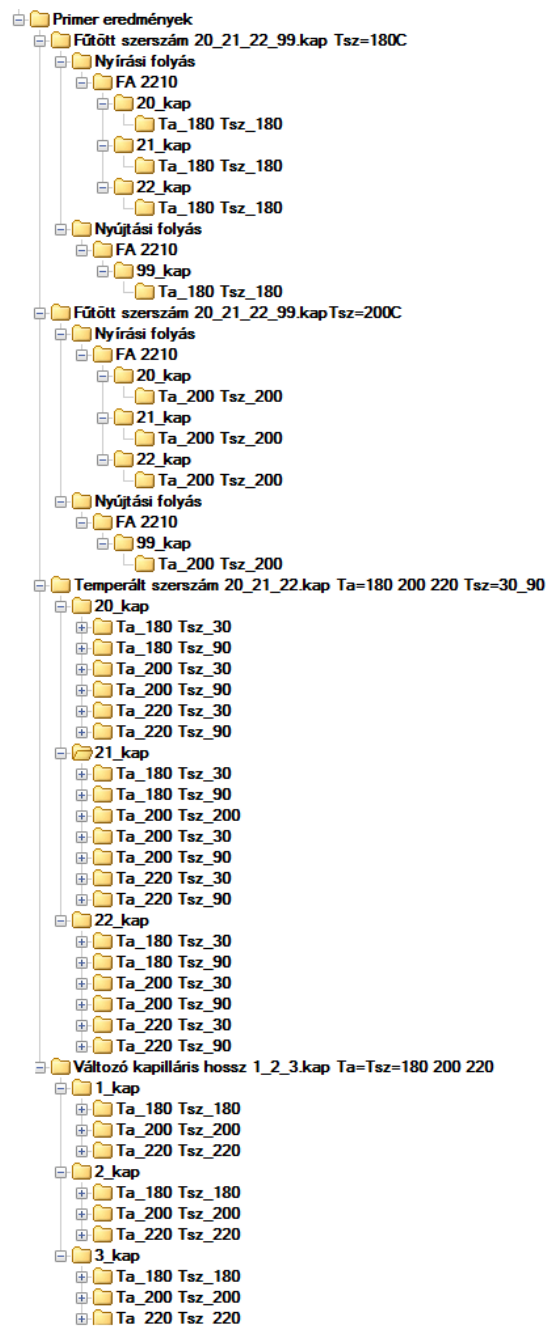 Primer eredmények
Fűtött szerszám 20_21_22_99.kap Tsz=180C
Nyírási folyás
FA 2210
20_kap
Ta_180 Tsz_180
21_kap
Ta_180 Tsz_180
22_kap
Ta_180 Tsz_180
Nyújtási folyás
FA 2210
99_kap
Ta_180 Tsz_180
Fűtött szerszám 20_21_22_99.kapTsz=200C
Nyírási folyás
FA 2210
20_kap
Ta_200 Tsz_200
21_kap
Ta_200 Tsz_200
22_kap
Ta_200 Tsz_200
Nyújtási folyás
FA 2210
99_kap
Ta_200 Tsz_200
Temperált szerszám 20_21_22.kap Ta=180 200 220 Tsz=30_90
20_kap
Ta_180 Tsz_30
Ta_180 Tsz_90
Ta_200 Tsz_30
Ta_200 Tsz_90
Ta_220 Tsz_30
Ta_220 Tsz_90
21_kap
Ta_180 Tsz_30
Ta_180 Tsz_90
Ta_200 Tsz_200
Ta_200 Tsz_30
Ta_200 Tsz_90
Ta_220 Tsz_30
Ta_220 Tsz_90
22_kap
Ta_180 Tsz_30
Ta_180 Tsz_90
Ta_200 Tsz_30
Ta_200 Tsz_90
Ta_220 Tsz_30
Ta_220 Tsz_90
Változó kapilláris hossz 1_2_3.kap Ta=Tsz=180 200 220
1_kap
Ta_180 Tsz_180
Ta_200 Tsz_200
Ta_220 Tsz_220
2_kap
Ta_180 Tsz_180
Ta_200 Tsz_200
Ta_220 Tsz_220
3_kap
Ta_180 Tsz_180
Ta_200 Tsz_200
Ta_220 Tsz_220